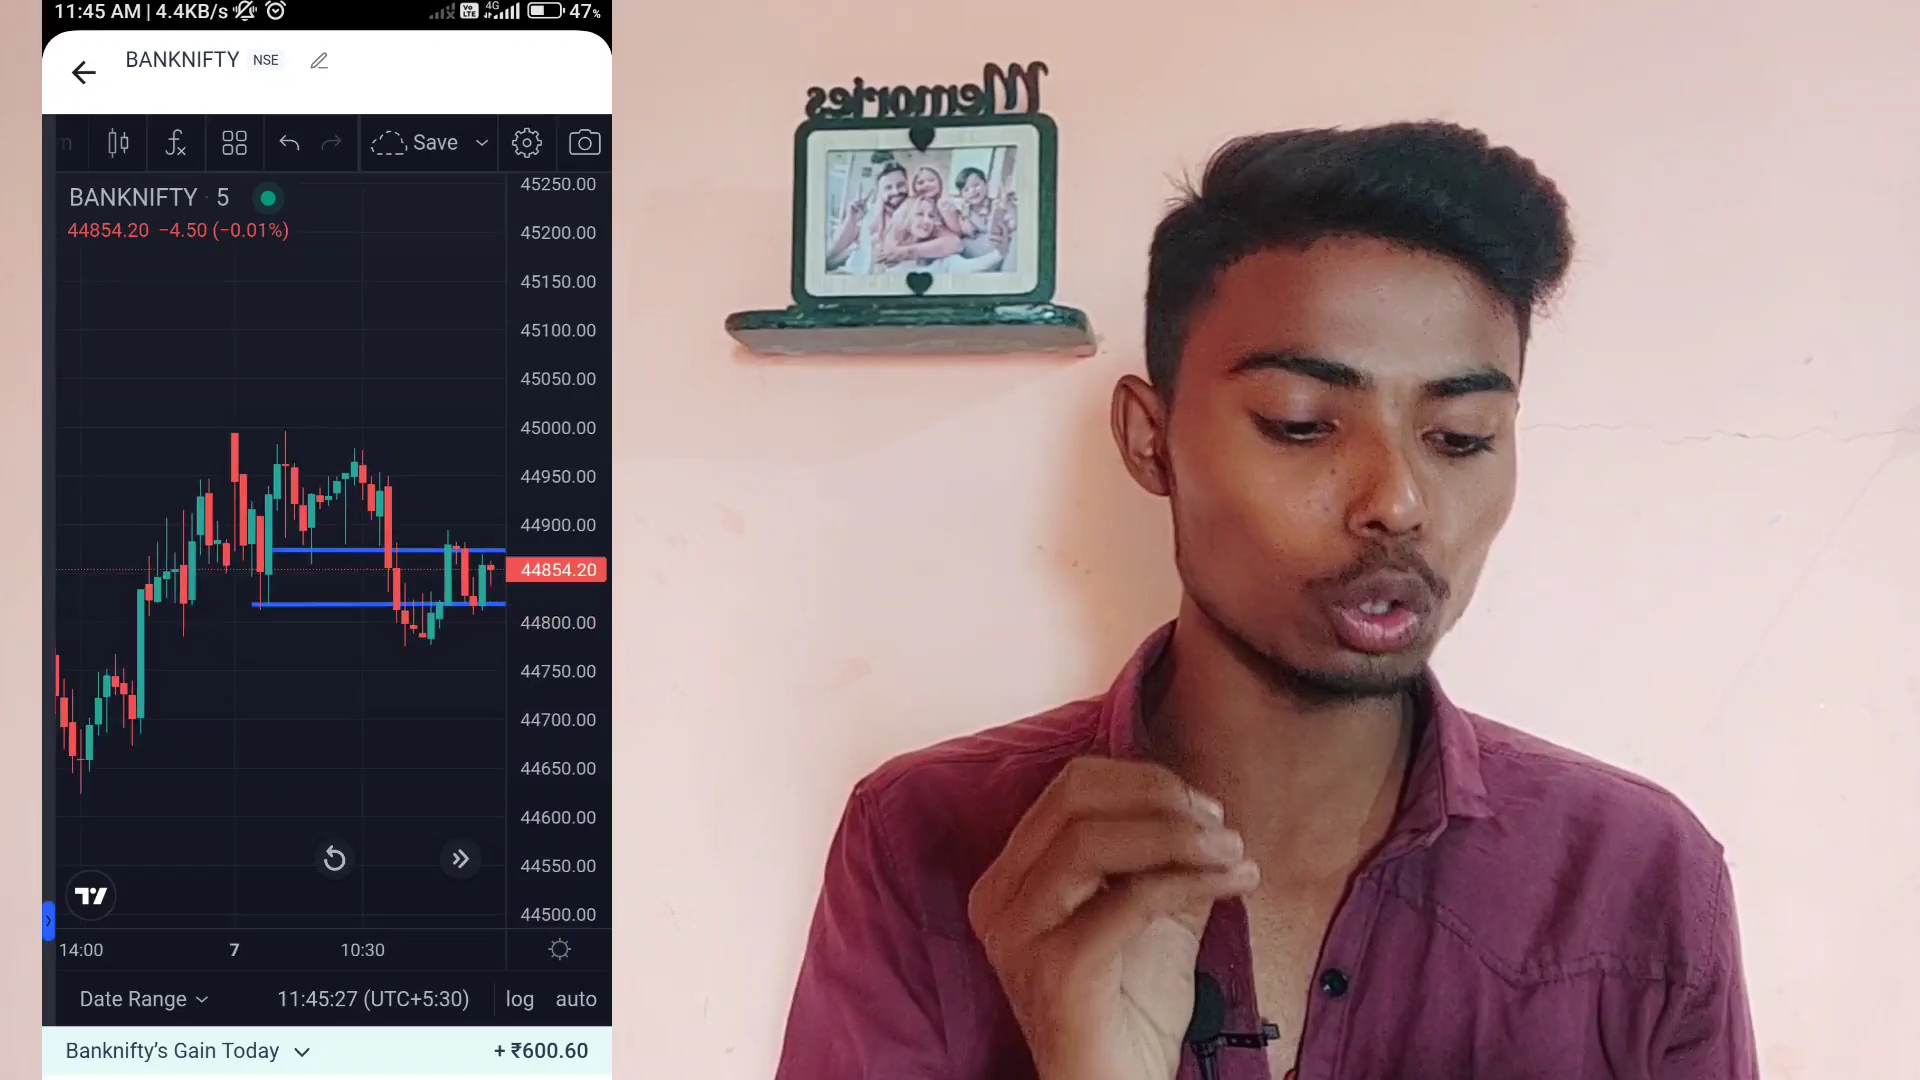 11:45 AM | 4.4KB/s 4G 47%
BANKNIFTY NSE
m Save
BANKNIFTY · 5
44854.20 −4.50 (−0.01%)
45250.00
45200.00
45150.00
45100.00
45050.00
45000.00
44950.00
44900.00
44854.20
44800.00
44750.00
44700.00
44650.00
44600.00
44550.00
44500.00
14:00 7 10:30
Date Range 11:45:27 (UTC+5:30) log auto
Banknifty's Gain Today + ₹600.60
Memories